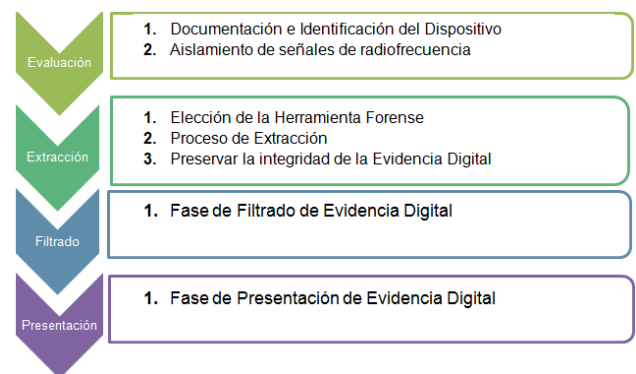 Evaluación
1. Documentación e Identificación del Dispositivo
2. Aislamiento de señales de radiofrecuencia
Extracción
1. Elección de la Herramienta Forense
2. Proceso de Extracción
3. Preservar la integridad de la Evidencia Digital
Filtrado
1. Fase de Filtrado de Evidencia Digital
Presentación
1. Fase de Presentación de Evidencia Digital